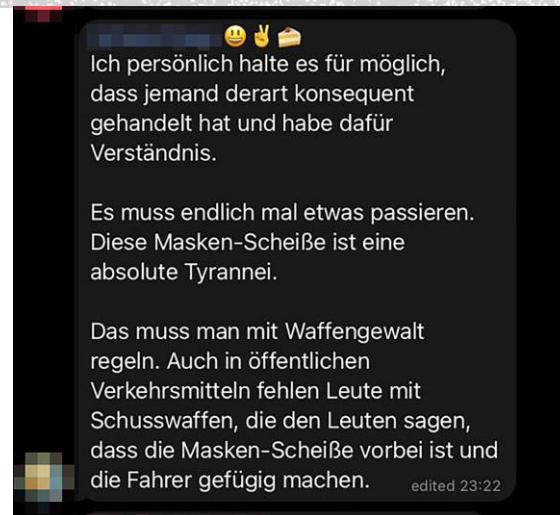 😃✌️🍰
Ich persönlich halte es für möglich,
dass jemand derart konsequent
gehandelt hat und habe dafür
Verständnis.
Es muss endlich mal etwas passieren.
Diese Masken-Scheiße ist eine
absolute Tyrannei.
Das muss man mit Waffengewalt
regeln. Auch in öffentlichen
Verkehrsmitteln fehlen Leute mit
Schusswaffen, die den Leuten sagen,
dass die Masken-Scheiße vorbei ist und
die Fahrer gefügig machen. edited 23:22